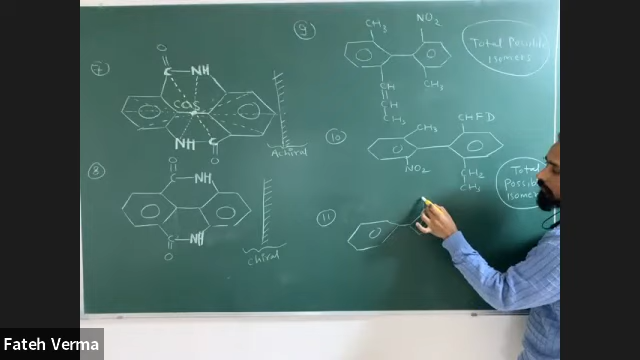 7
O
C
NH
COS
NH
C
O
Achiral
8
O
C
NH
C
O
NH
Chiral
9
CH3
NO2
CH
CH
CH3
CH3
Total Possible
Isomers
10
CH3
NO2
CHFD
CH2
CH3
Total
Possible
Isomers
11
Fateh Verma